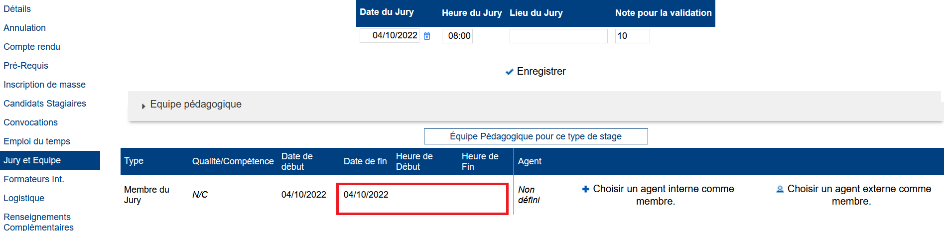 Détails
Annulation
Compte rendu
Pré-Requis
Inscription de masse
Candidats Stagiaires
Convocations
Emploi du temps
Jury et Equipe
Formateurs Int.
Logistique
Renseignements
Complémentaires
Date du Jury Heure du Jury Lieu du Jury Note pour la validation
04/10/2022 08:00 10
Enregistrer
Equipe pédagogique
Équipe Pédagogique pour ce type de stage
Type Qualité/Compétence Date de début Date de fin Heure de Début Heure de Fin Agent
Membre du Jury N/C 04/10/2022 04/10/2022 Non défini Choisir un agent interne comme membre. Choisir un agent externe comme membre.